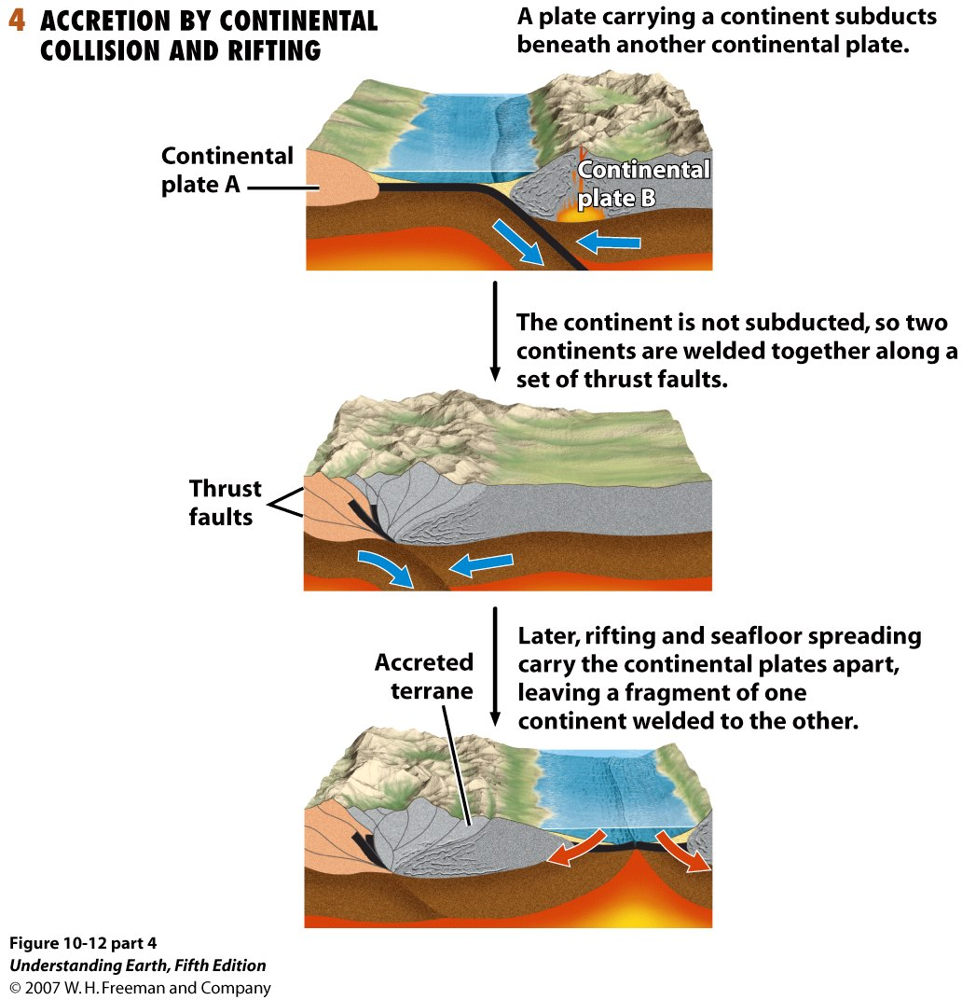 4 ACCRETION BY CONTINENTAL
COLLISION AND RIFTING
A plate carrying a continent subducts
beneath another continental plate.
Continental
plate A
Continental
plate B
The continent is not subducted, so two
continents are welded together along a
set of thrust faults.
Thrust
faults
Later, rifting and seafloor spreading
carry the continental plates apart,
leaving a fragment of one
continent welded to the other.
Accreted
terrane
Figure 10-12 part 4
Understanding Earth, Fifth Edition
© 2007 W. H. Freeman and Company